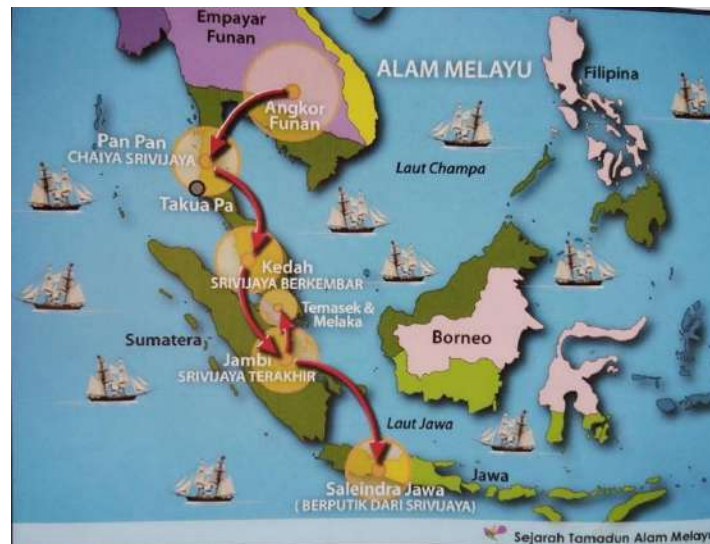 Empayar
Funan
ALAM MELAYU
Filipina
Angkor
Funan
Pan Pan
CHAIYA SRIVIJAYA
Laut Champa
Takua Pa
Kedah
SRIVIJAYA BERKEMBAR
Temasek &
Melaka
Sumatera
Borneo
Jambi
SRIVIJAYA TERAKHIR
Laut Jawa
Jawa
Saleindra Jawa
( BERPUTIK DARI SRIVIJAYA)
Sejarah Tamadun Alam Melayu